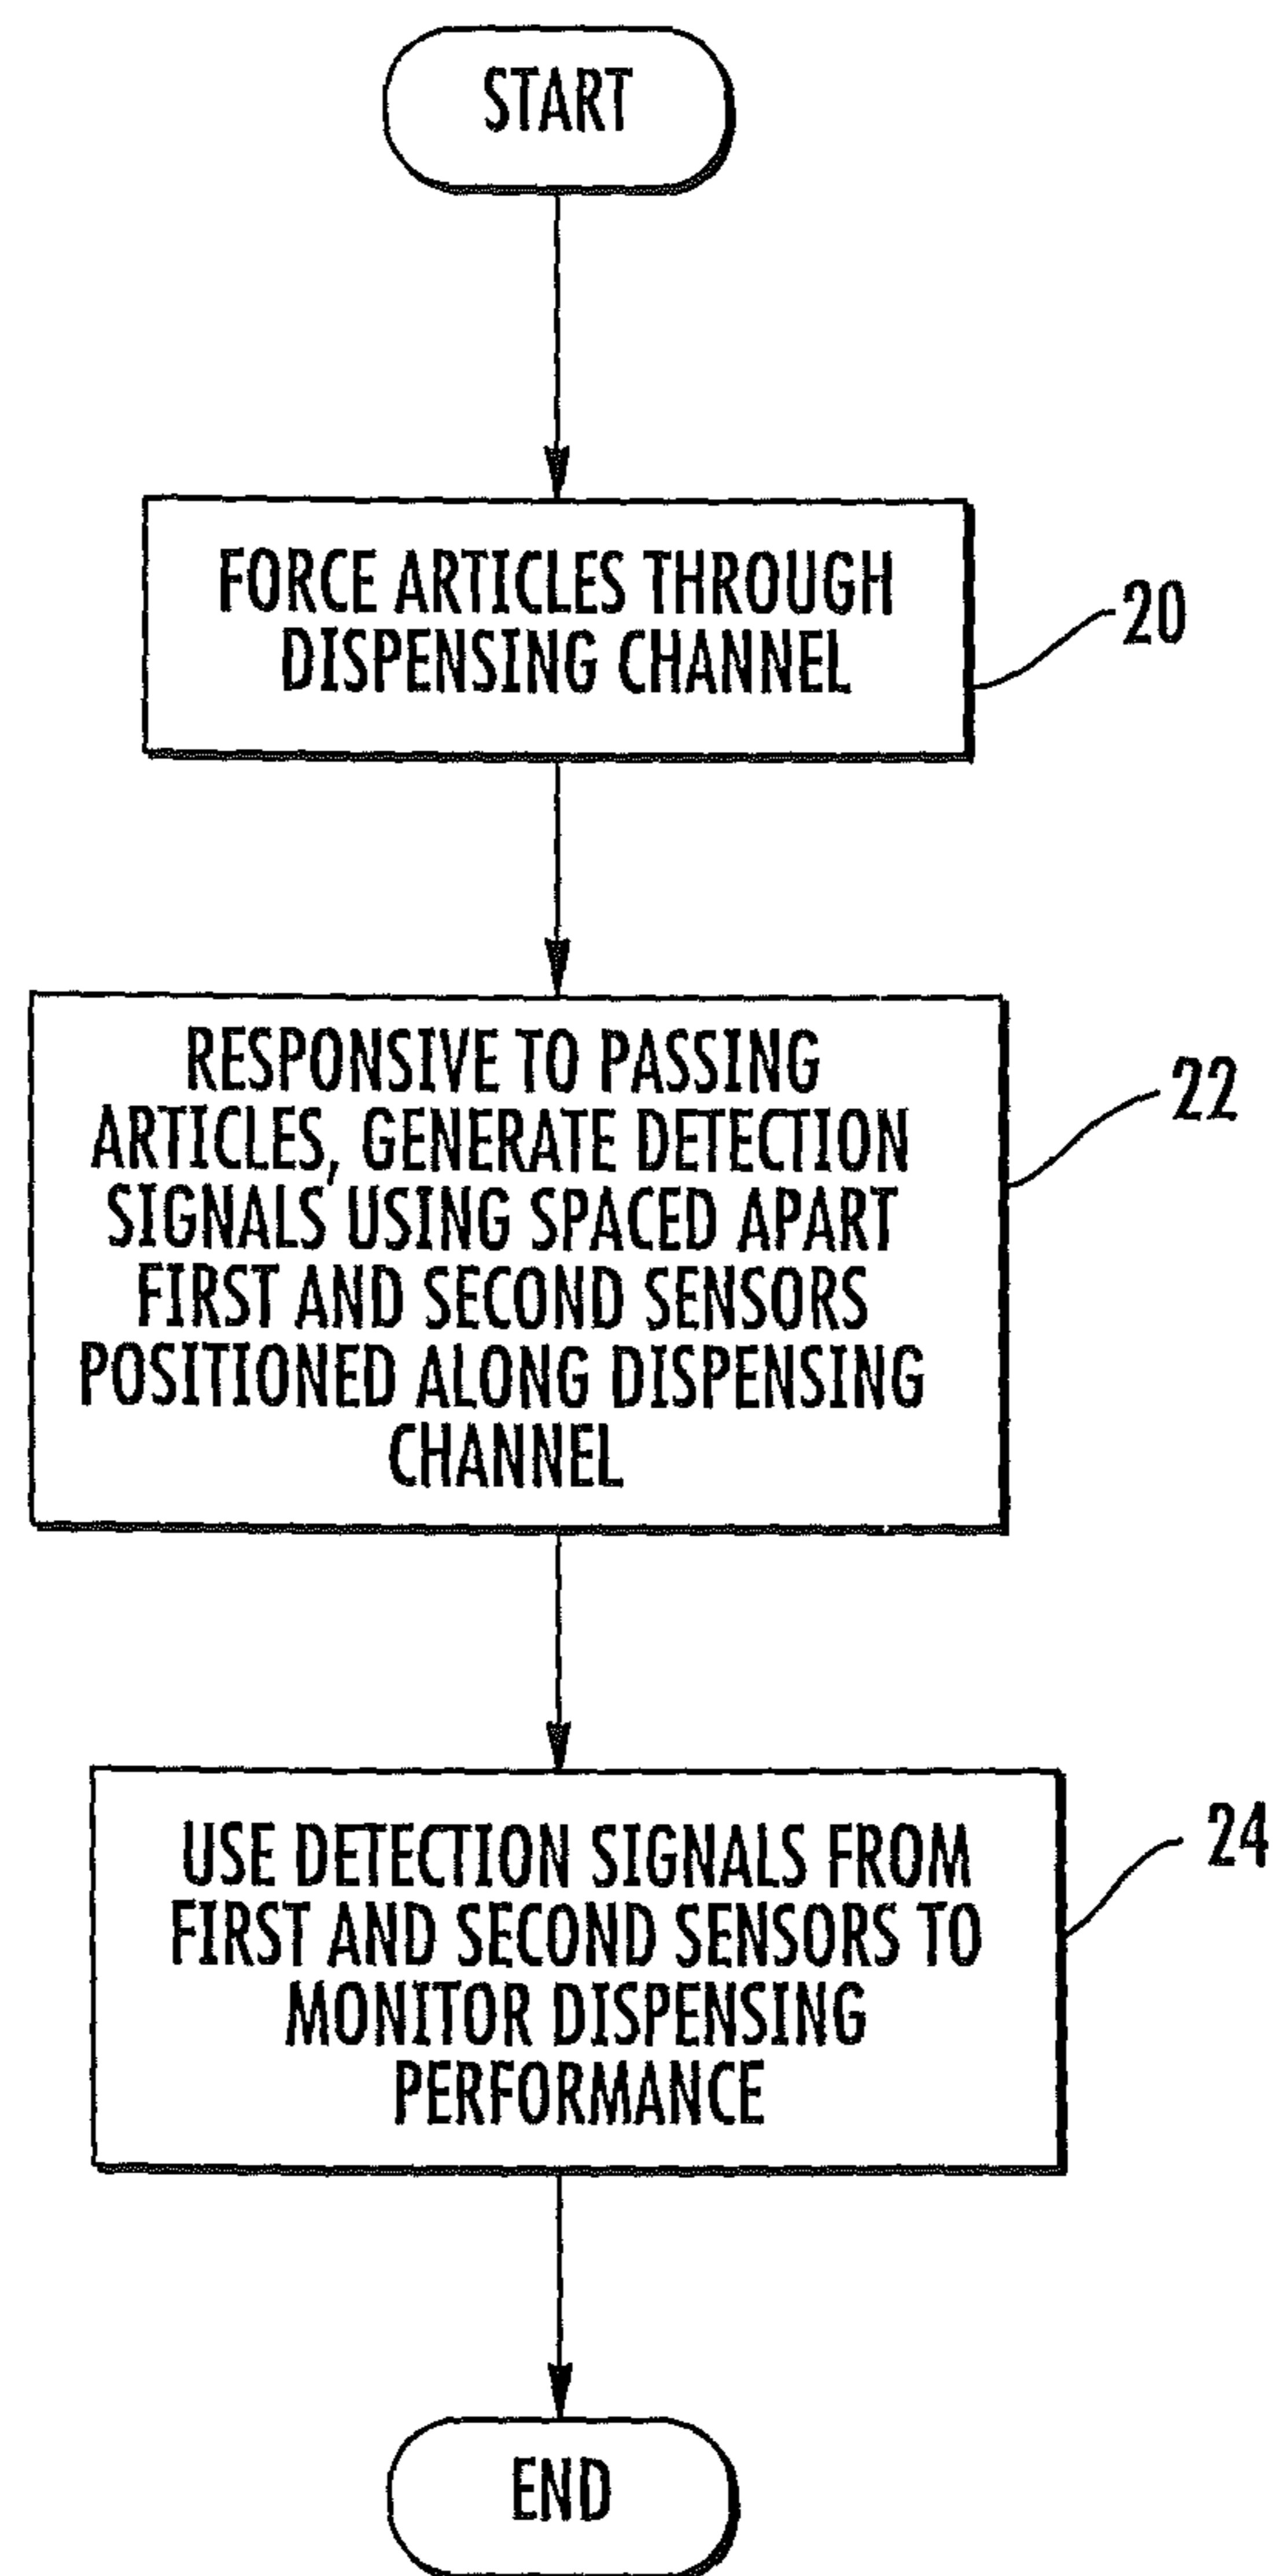 START
FORCE ARTICLES THROUGH
DISPENSING CHANNEL
20
RESPONSIVE TO PASSING
ARTICLES, GENERATE DETECTION
SIGNALS USING SPACED APART
FIRST AND SECOND SENSORS
POSITIONED ALONG DISPENSING
CHANNEL
22
USE DETECTION SIGNALS FROM
FIRST AND SECOND SENSORS TO
MONITOR DISPENSING
PERFORMANCE
24
END